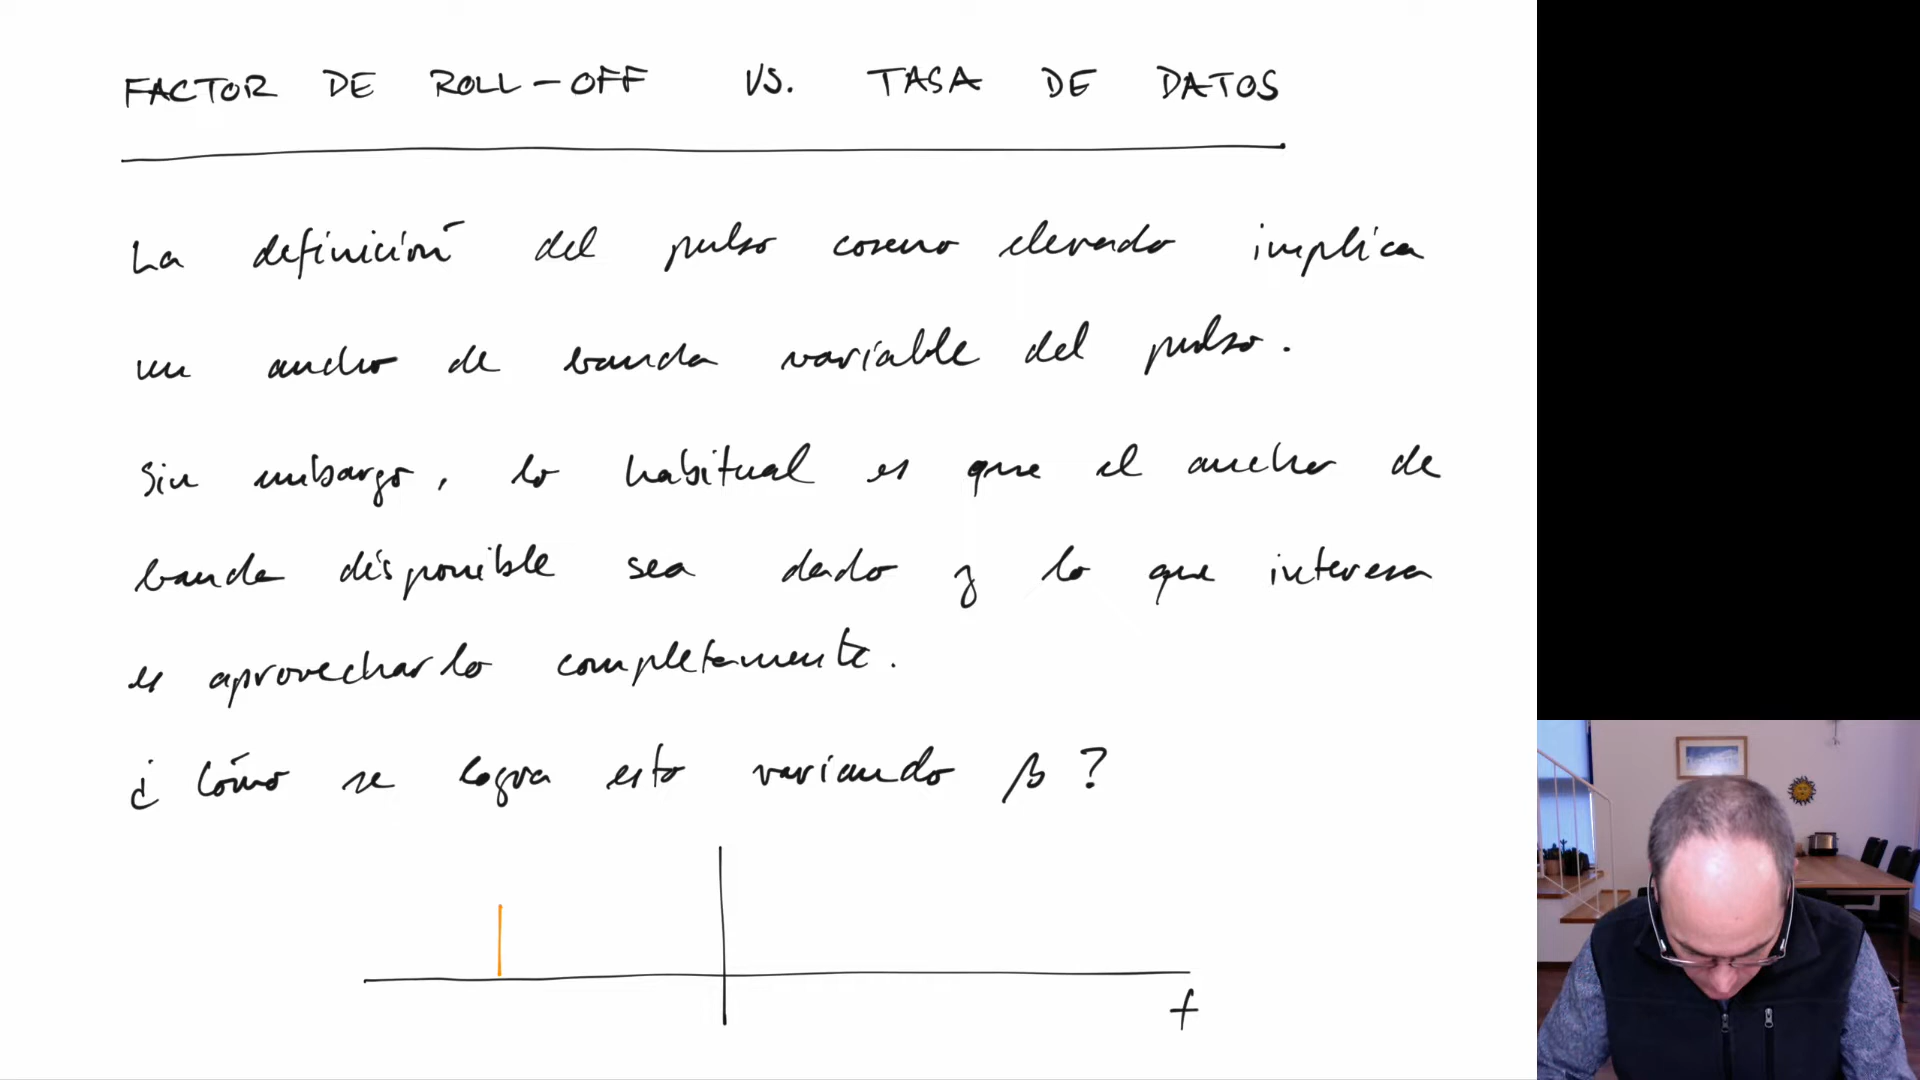 FACTOR DE ROLL-OFF VS. TASA DE DATOS
La definición del pulso coseno elevado implica
un ancho de banda variable del pulso.
Sin embargo, lo habitual es que el ancho de
banda disponible sea dado y lo que interesa
es aprovecharlo completamente.
¿Cómo se logra esto variando β?
f